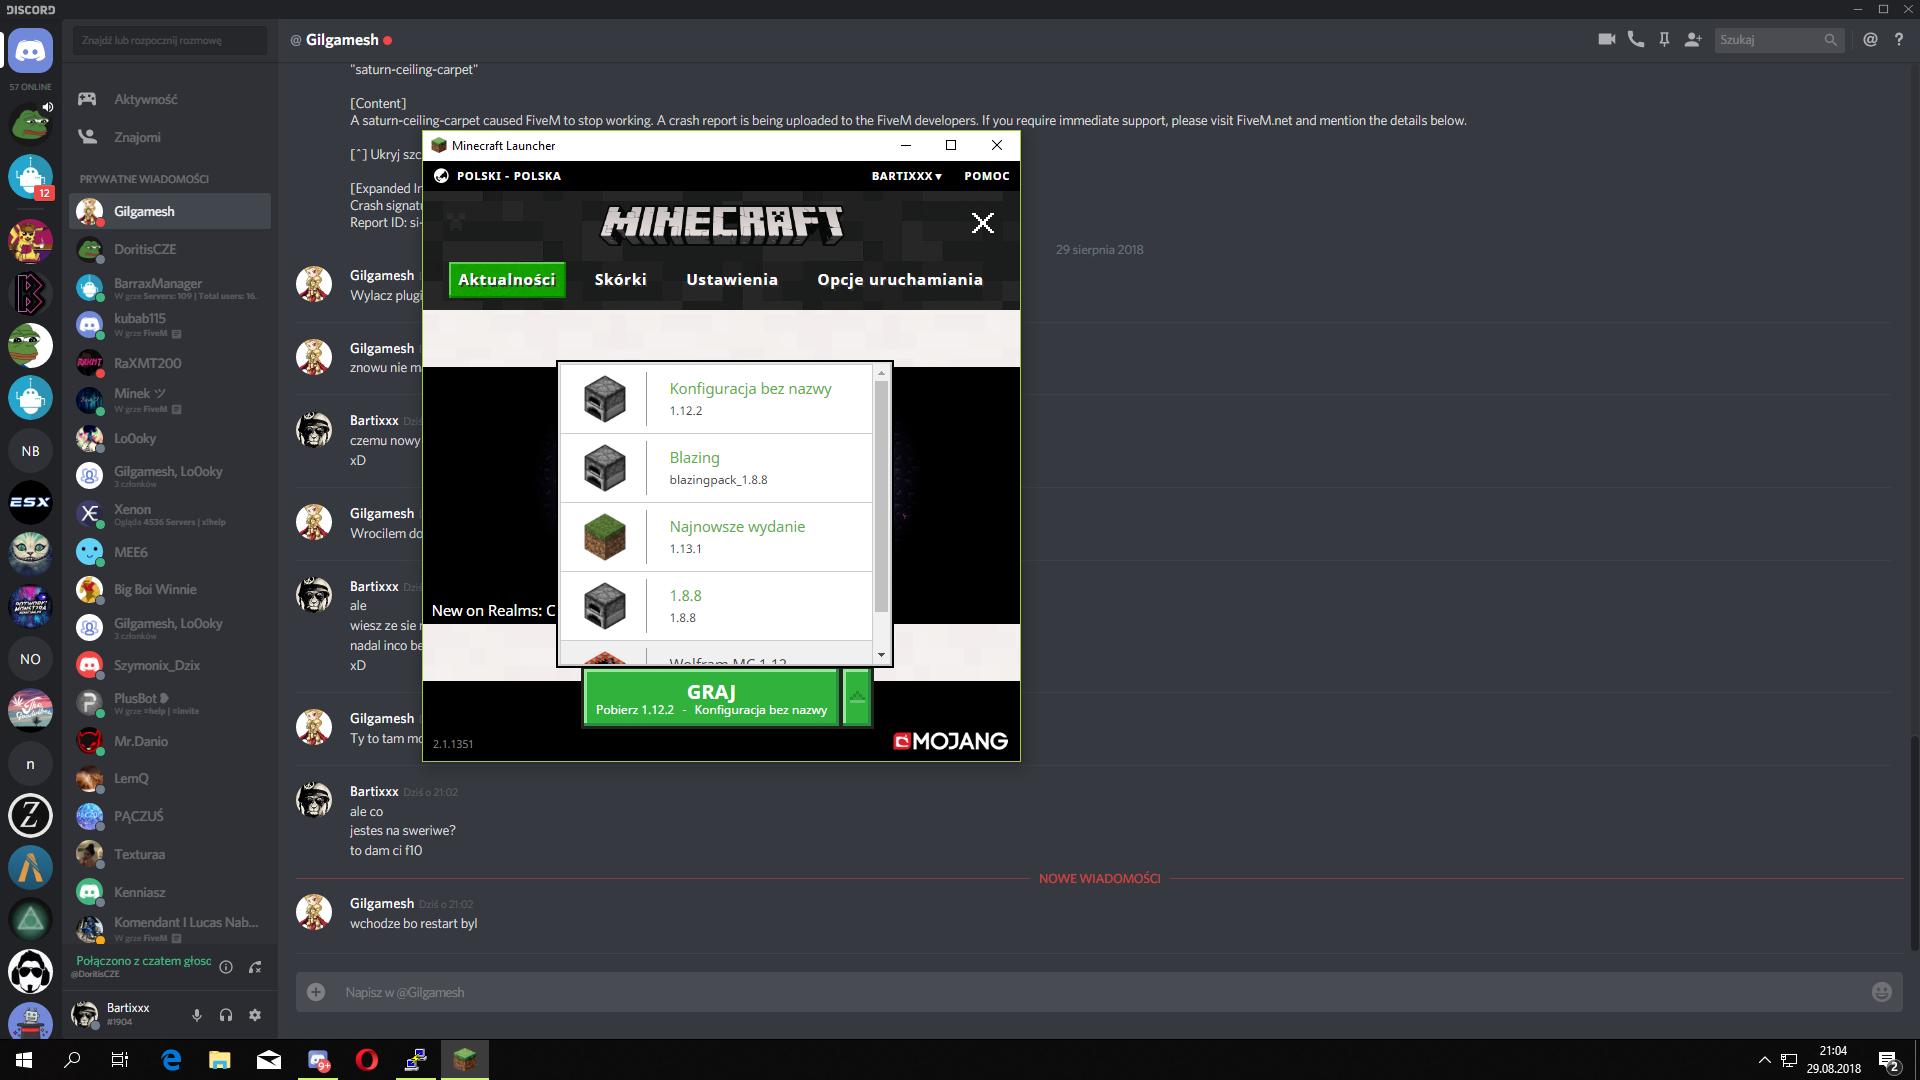 DISCORD
57 ONLINE
12
NB
ESX
NO
n
Znajdź lub rozpocznij rozmowę
Aktywność
Znajomi
PRYWATNE WIADOMOŚCI
Gilgamesh
DoritisCZE
BarraxManager
W grze Servers: 109 | Total users: 16..
kubab115
W grze FiveM
RaXMT200
Minek ツ
W grze FiveM
Lo0oky
Gilgamesh, Lo0oky
3 członków
Xenon
Ogląda 4536 Servers | x!help
MEE6
Big Boi Winnie
Gilgamesh, Lo0oky
3 członków
Szymonix_Dzix
PlusBot
W grze =help | =invite
Mr.Danio
LemQ
PĄCZUŚ
Texturaa
Kenniasz
Komendant I Lucas Nab...
W grze FiveM
Połączono z czatem głosc
@DoritisCZE
Bartixxx
#1904
@ Gilgamesh
Szukaj
"saturn-ceiling-carpet"
[Content]
A saturn-ceiling-carpet caused FiveM to stop working. A crash report is being uploaded to the FiveM developers. If you require immediate support, please visit FiveM.net and mention the details below.
[ˆ] Ukryj szc
[Expanded In
Crash signatu
Report ID: si-
29 sierpnia 2018
Gilgamesh
Wylacz plugi
Gilgamesh
znowu nie m
Bartixxx Dziś
czemu nowy
xD
Gilgamesh
Wrocilem do
Bartixxx Dziś
ale
wiesz ze sie n
nadal inco be
xD
Gilgamesh
Ty to tam mo
Bartixxx Dziś o 21:02
ale co
jestes na sweriwe?
to dam ci f10
NOWE WIADOMOŚCI
Gilgamesh Dziś o 21:02
wchodze bo restart byl
Napisz w @Gilgamesh
Minecraft Launcher
POLSKI - POLSKA
BARTIXXX▾
POMOC
MINECRAFT
Aktualności
Skórki
Ustawienia
Opcje uruchamiania
Konfiguracja bez nazwy
1.12.2
Blazing
blazingpack_1.8.8
Najnowsze wydanie
1.13.1
1.8.8
1.8.8
Wolfram MC 1.12
New on Realms: C
GRAJ
Pobierz 1.12.2 - Konfiguracja bez nazwy
2.1.1351
MOJANG
9+
21:04
29.08.2018
2